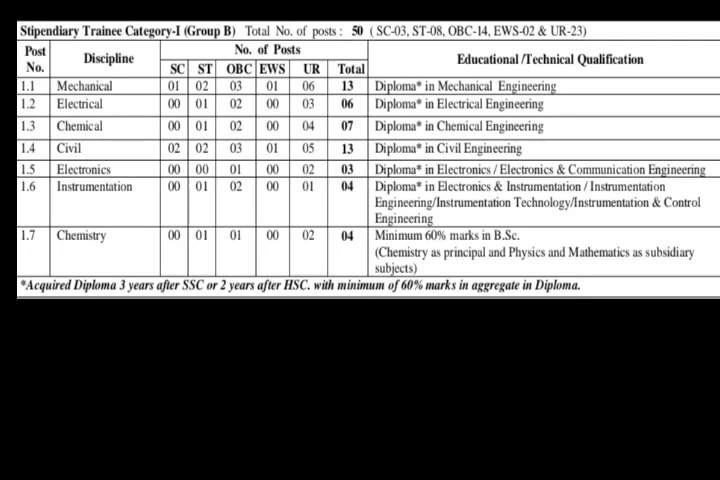 Stipendiary Trainee Category-I (Group B) Total No. of posts : 50 ( SC-03, ST-08, OBC-14, EWS-02 & UR-23)
Post No. Discipline No. of Posts Educational /Technical Qualification
SC ST OBC EWS UR Total
1.1 Mechanical 01 02 03 01 06 13 Diploma* in Mechanical Engineering
1.2 Electrical 00 01 02 00 03 06 Diploma* in Electrical Engineering
1.3 Chemical 00 01 02 00 04 07 Diploma* in Chemical Engineering
1.4 Civil 02 02 03 01 05 13 Diploma* in Civil Engineering
1.5 Electronics 00 00 01 00 02 03 Diploma* in Electronics / Electronics & Communication Engineering
1.6 Instrumentation 00 01 02 00 01 04 Diploma* in Electronics & Instrumentation / Instrumentation
Engineering/Instrumentation Technology/Instrumentation & Control
Engineering
1.7 Chemistry 00 01 01 00 02 04 Minimum 60% marks in B.Sc.
(Chemistry as principal and Physics and Mathematics as subsidiary
subjects)
*Acquired Diploma 3 years after SSC or 2 years after HSC. with minimum of 60% marks in aggregate in Diploma.